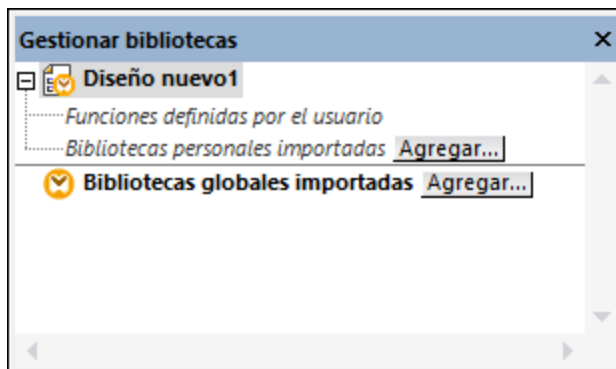 Gestionar bibliotecas
Diseño nuevo1
Funciones definidas por el usuario
Bibliotecas personales importadas Agregar...
Bibliotecas globales importadas Agregar...